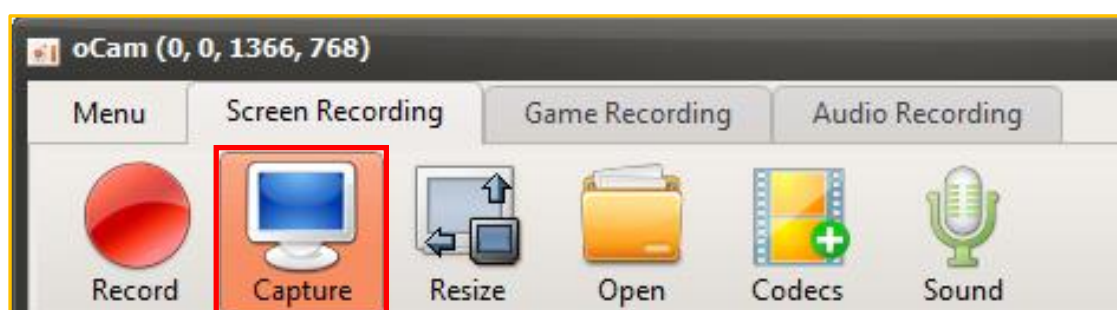 oCam (0, 0, 1366, 768)
Menu Screen Recording Game Recording Audio Recording
Record Capture Resize Open Codecs Sound